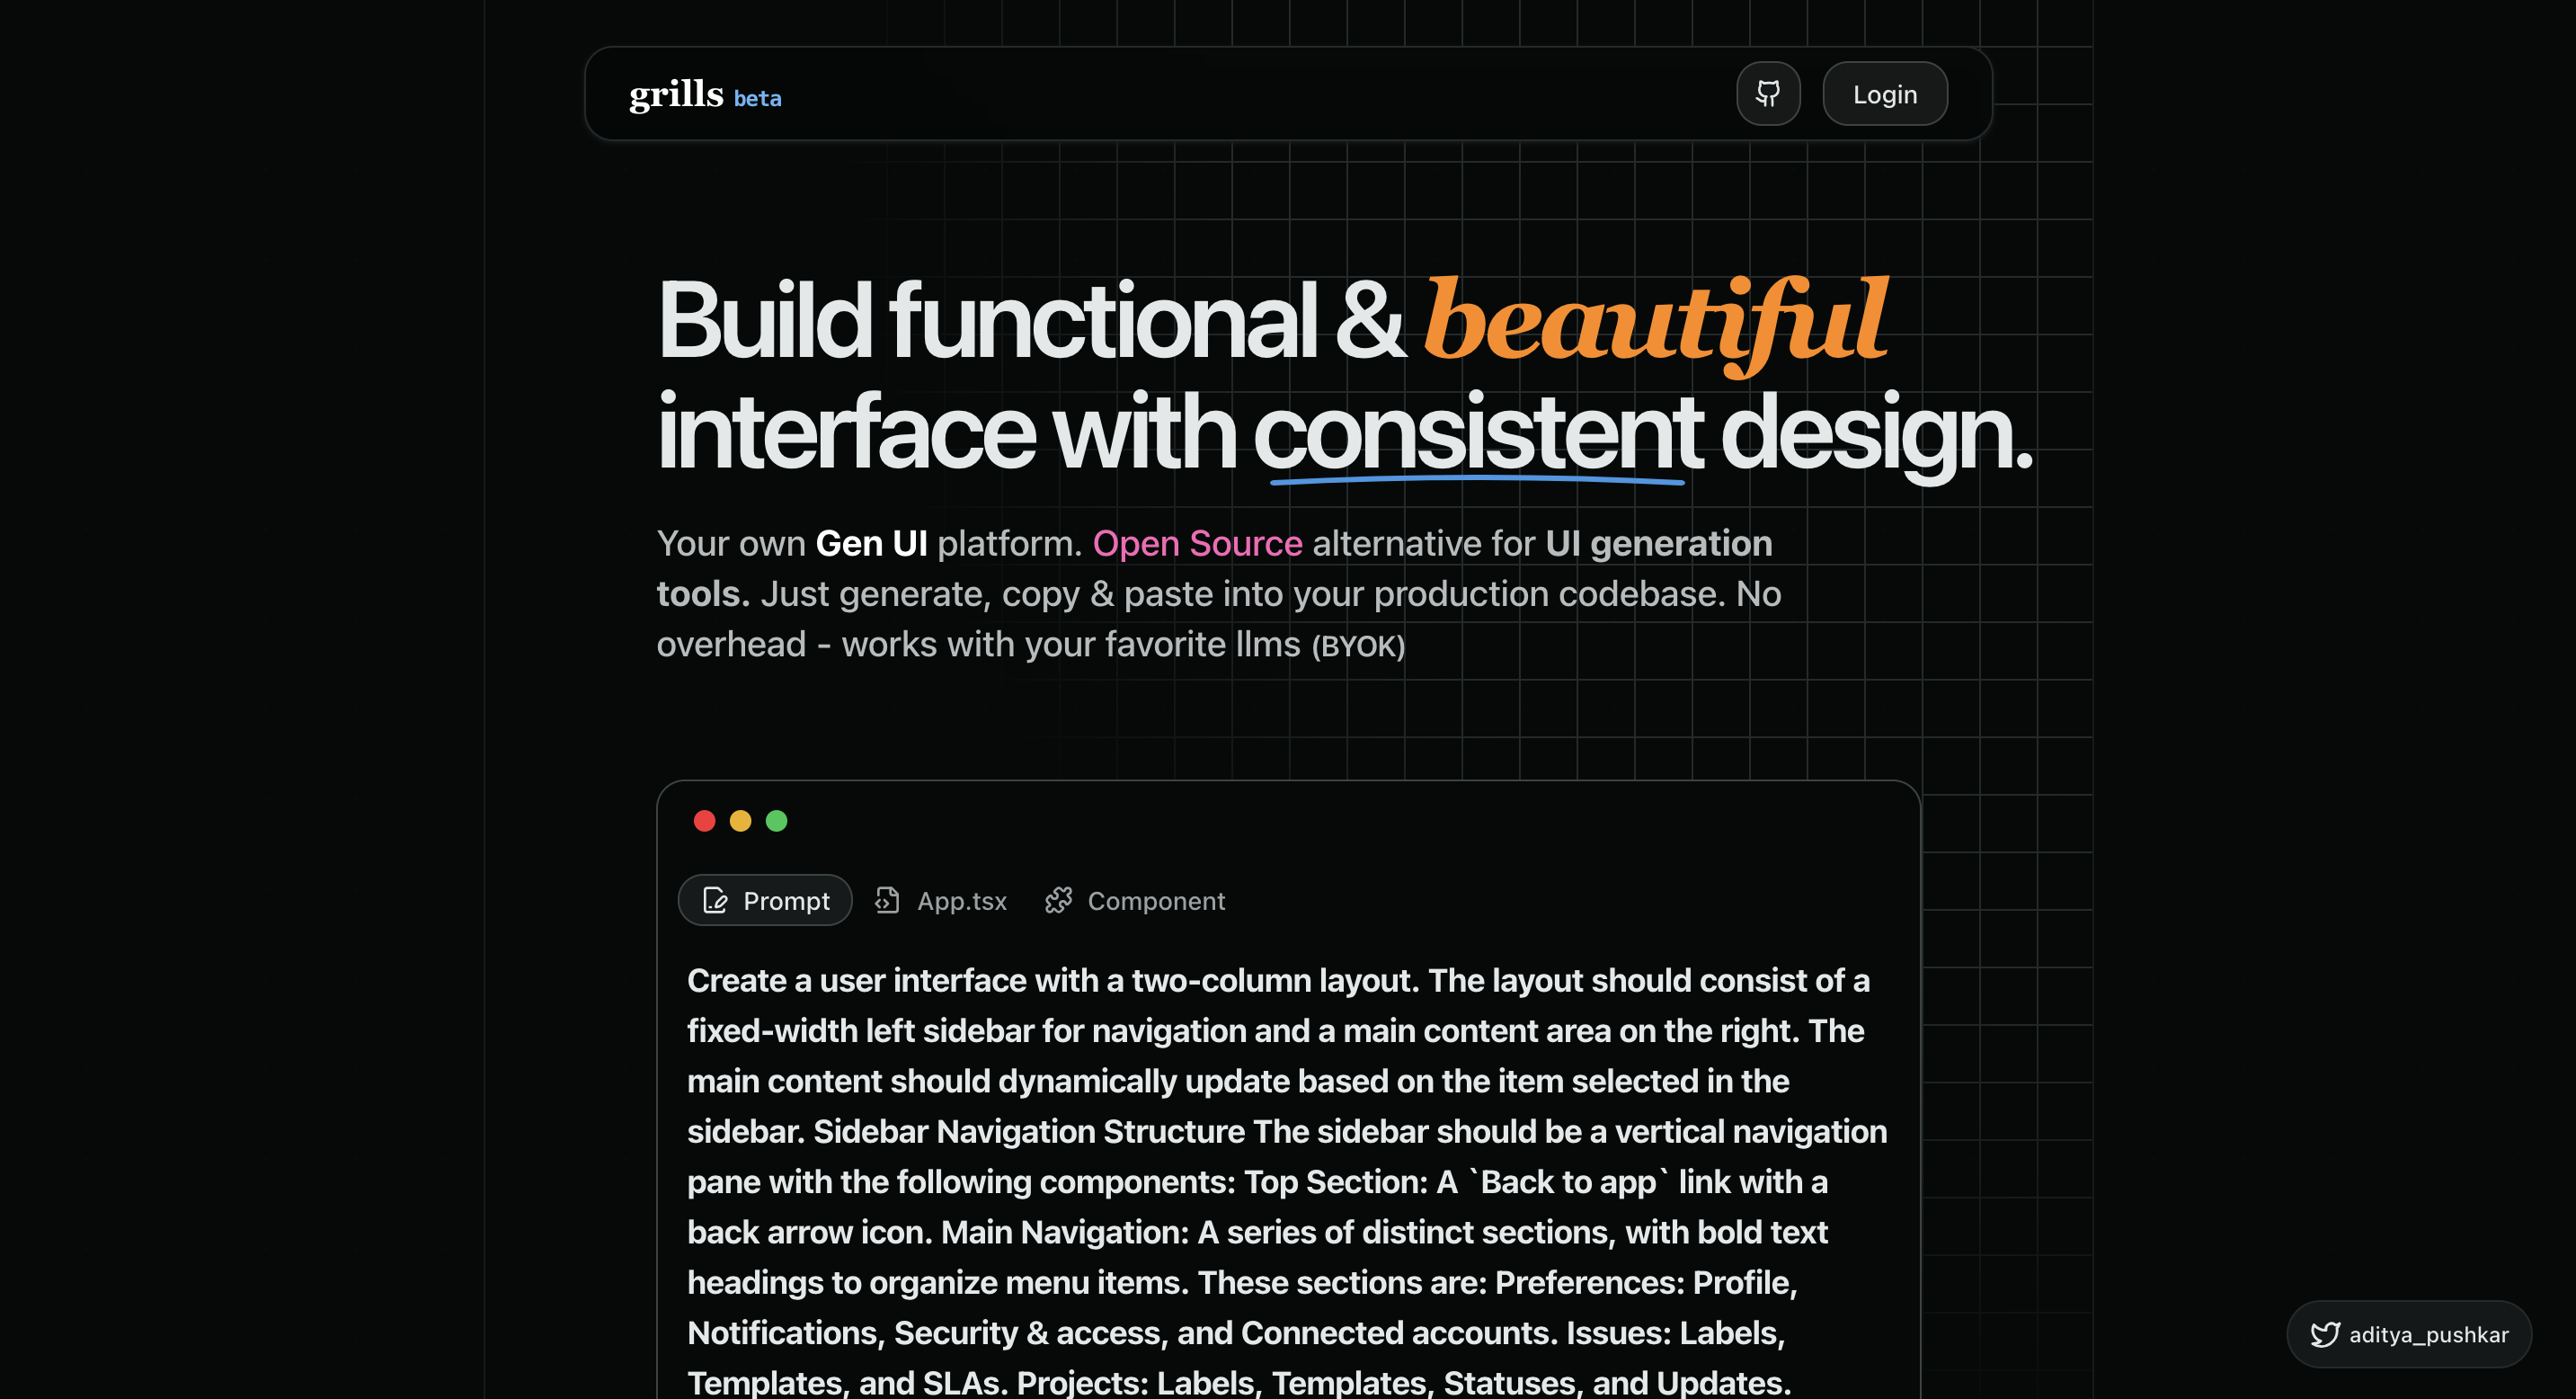 grills beta
Login
Build functional & beautiful
interface with consistent design.
Your own Gen UI platform. Open Source alternative for UI generation
tools. Just generate, copy & paste into your production codebase. No
overhead - works with your favorite llms (BYOK)
Prompt App.tsx Component
Create a user interface with a two-column layout. The layout should consist of a
fixed-width left sidebar for navigation and a main content area on the right. The
main content should dynamically update based on the item selected in the
sidebar. Sidebar Navigation Structure The sidebar should be a vertical navigation
pane with the following components: Top Section: A `Back to app` link with a
back arrow icon. Main Navigation: A series of distinct sections, with bold text
headings to organize menu items. These sections are: Preferences: Profile,
Notifications, Security & access, and Connected accounts. Issues: Labels,
Templates, and SLAs. Projects: Labels, Templates, Statuses, and Updates.
aditya_pushkar